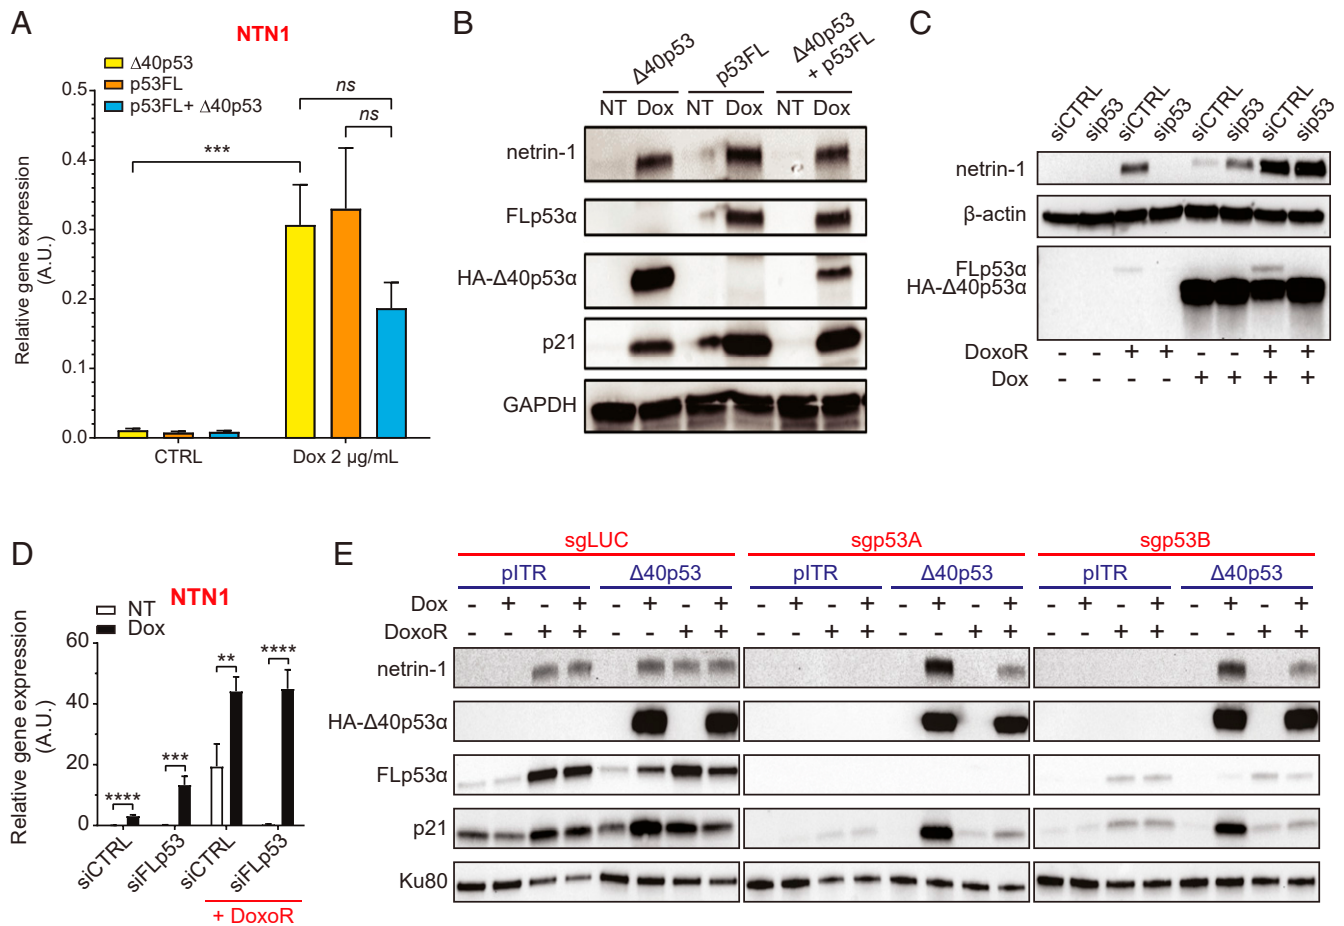 A
NTN1
Δ40p53
p53FL
p53FL+ Δ40p53
Relative gene expression
(A.U.)
0.5
0.4
0.3
0.2
0.1
0.0
***
ns
ns
CTRL
Dox 2 µg/mL
B
Δ40p53
p53FL
Δ40p53
+ p53FL
NT Dox NT Dox NT Dox
netrin-1
FLp53α
HA-Δ40p53α
p21
GAPDH
C
siCTRL sip53 siCTRL sip53 siCTRL sip53 siCTRL sip53
netrin-1
β-actin
FLp53α
HA-Δ40p53α
DoxoR - - + + - - + +
Dox - - - - + + + +
D
NTN1
NT
Dox
Relative gene expression
(A.U.)
60
40
20
0
****
***
**
****
siCTRL siFLp53 siCTRL siFLp53
+ DoxoR
E
sgLUC sgp53A sgp53B
pITR Δ40p53 pITR Δ40p53 pITR Δ40p53
Dox - + - + - + - + - + - + - + - + - + - + - + - +
DoxoR - - + + - - + + - - + + - - + + - - + + - - + +
netrin-1
HA-Δ40p53α
FLp53α
p21
Ku80